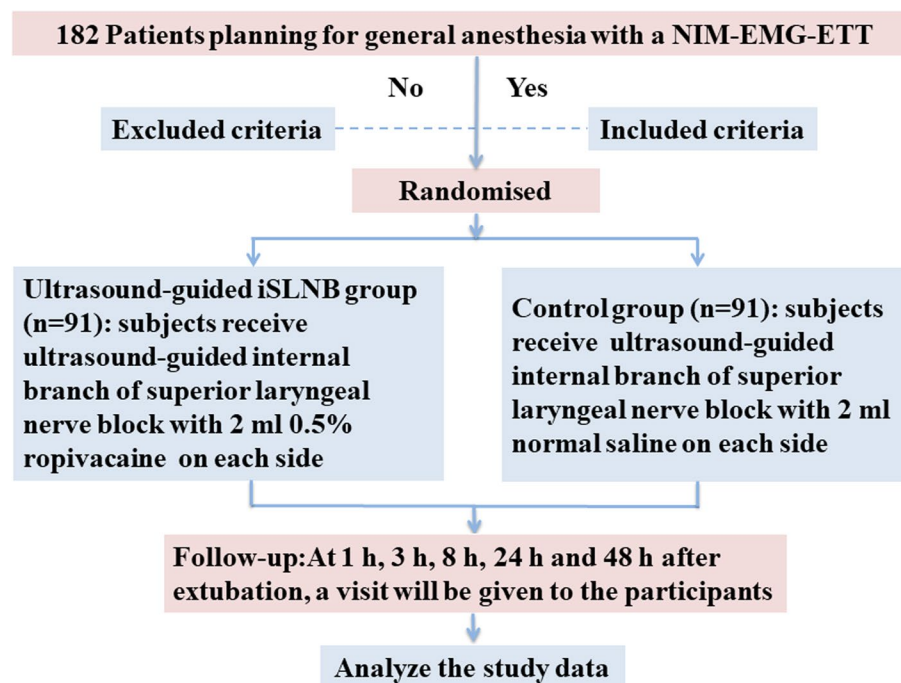 182 Patients planning for general anesthesia with a NIM-EMG-ETT
No Yes
Excluded criteria
Included criteria
Randomised
Ultrasound-guided iSLNB group
(n=91): subjects receive
ultrasound-guided internal
branch of superior laryngeal
nerve block with 2 ml 0.5%
ropivacaine on each side
Control group (n=91): subjects
receive ultrasound-guided
internal branch of superior
laryngeal nerve block with 2 ml
normal saline on each side
Follow-up:At 1 h, 3 h, 8 h, 24 h and 48 h after
extubation, a visit will be given to the participants
Analyze the study data